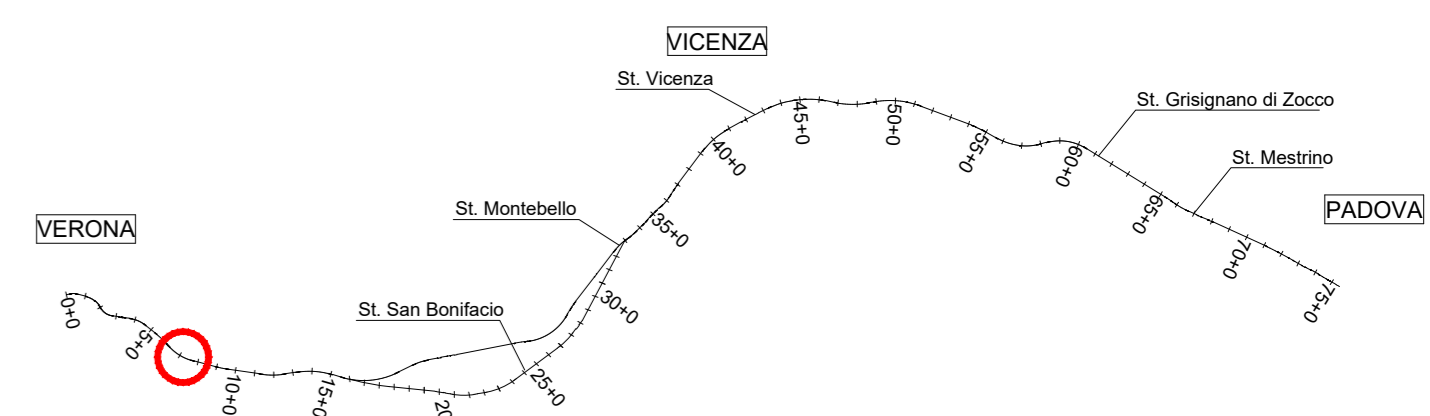 VICENZA
St. Vicenza
St. Grisignano di Zocco
45+0
50+0
55+0
40+0
60+0
St. Mestrino
65+0
PADOVA
St. Montebello
35+0
VERONA
70+0
75+0
0+0
30+0
St. San Bonifacio
5+0
10+0
15+0
20
25+0